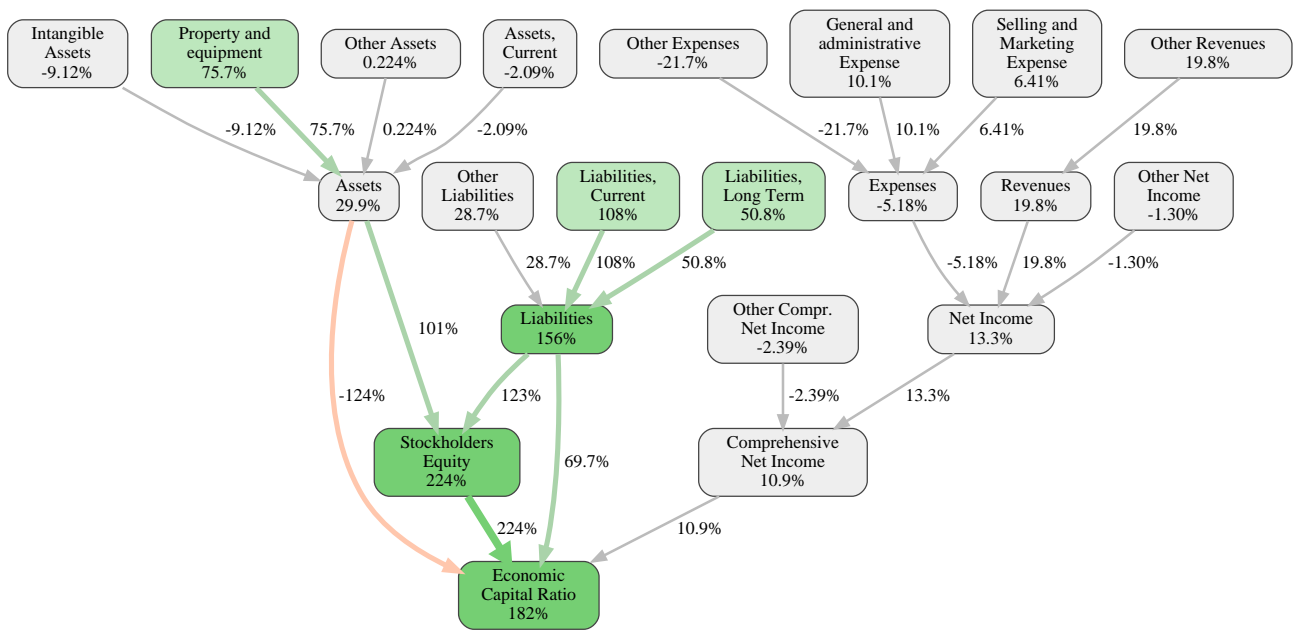 Intangible
Assets
-9.12%
Property and
equipment
75.7%
Other Assets
0.224%
Assets,
Current
-2.09%
Other Expenses
-21.7%
General and
administrative
Expense
10.1%
Selling and
Marketing
Expense
6.41%
Other Revenues
19.8%
-9.12%
75.7%
0.224%
-2.09%
-21.7%
10.1%
6.41%
19.8%
Assets
29.9%
Other
Liabilities
28.7%
Liabilities,
Current
108%
Liabilities,
Long Term
50.8%
Expenses
-5.18%
Revenues
19.8%
Other Net
Income
-1.30%
28.7%
108%
50.8%
-5.18%
19.8%
-1.30%
Liabilities
156%
Other Compr.
Net Income
-2.39%
Net Income
13.3%
101%
-124%
123%
-2.39%
13.3%
Stockholders
Equity
224%
69.7%
Comprehensive
Net Income
10.9%
224%
10.9%
Economic
Capital Ratio
182%